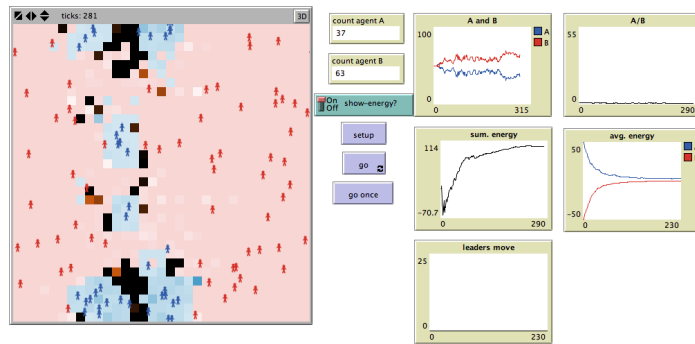 ticks: 281
3D
count agent A
37
count agent B
63
On
Off
show-energy?
setup
go
go once
A and B
100
0
0
315
A
B
A/B
55
0
0
290
sum. energy
114
-70.7
0
290
avg. energy
50
-50
0
230
leaders move
25
0
0
230